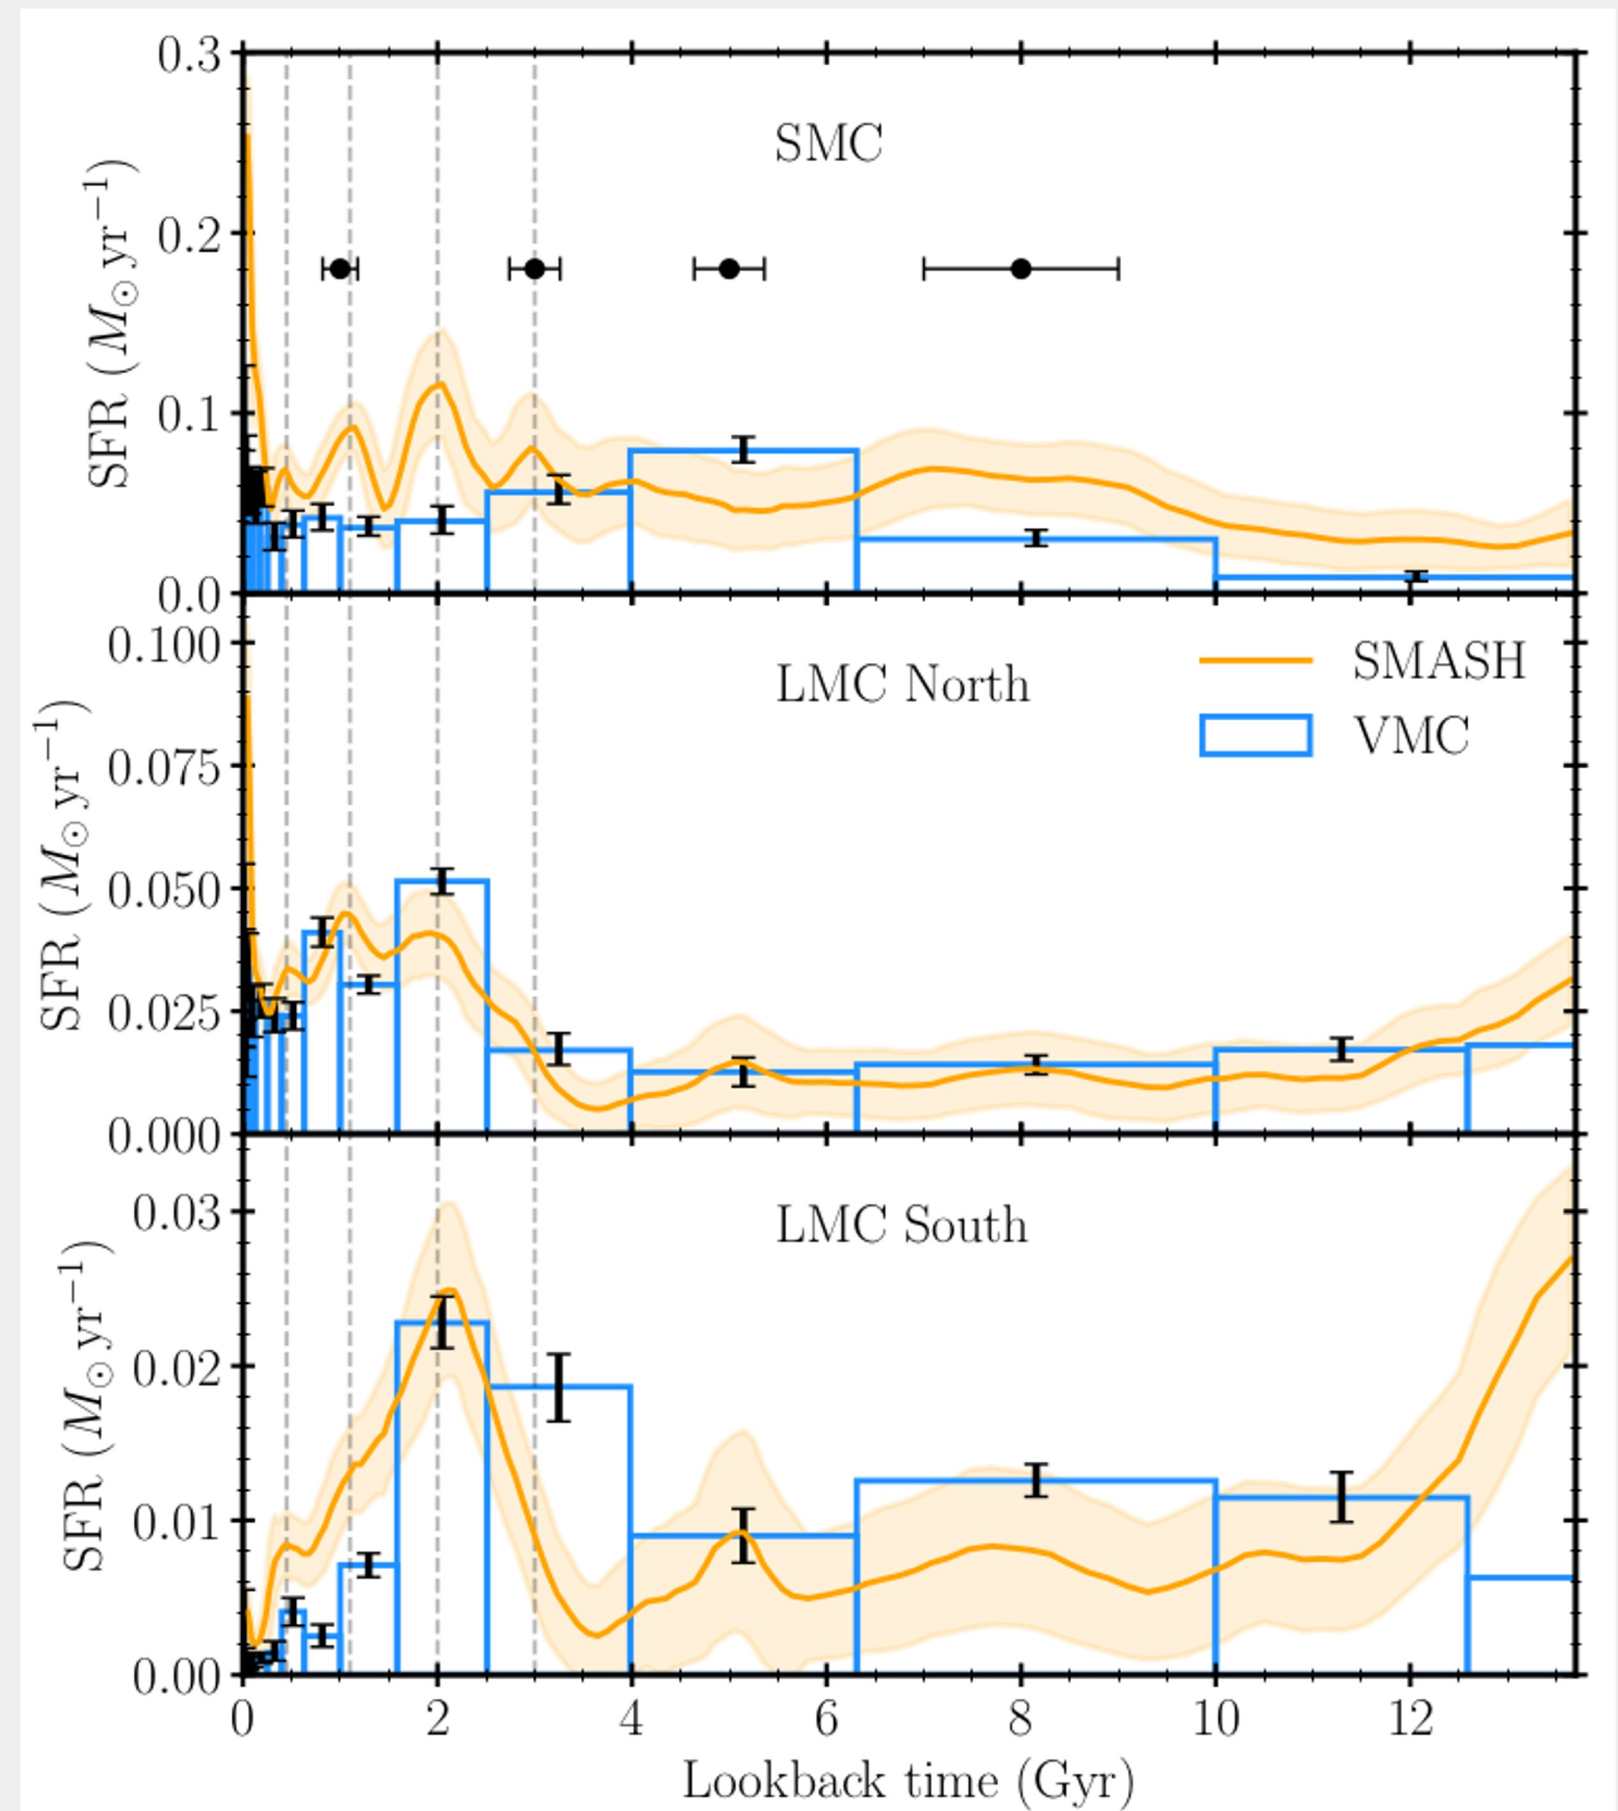 0.3
SMC
0.2
0.1
0.0
SFR (M⊙ yr⁻¹)
0.100
LMC North
SMASH
VMC
0.075
0.050
0.025
0.000
SFR (M⊙ yr⁻¹)
0.03
LMC South
0.02
0.01
0.00
SFR (M⊙ yr⁻¹)
0 2 4 6 8 10 12
Lookback time (Gyr)